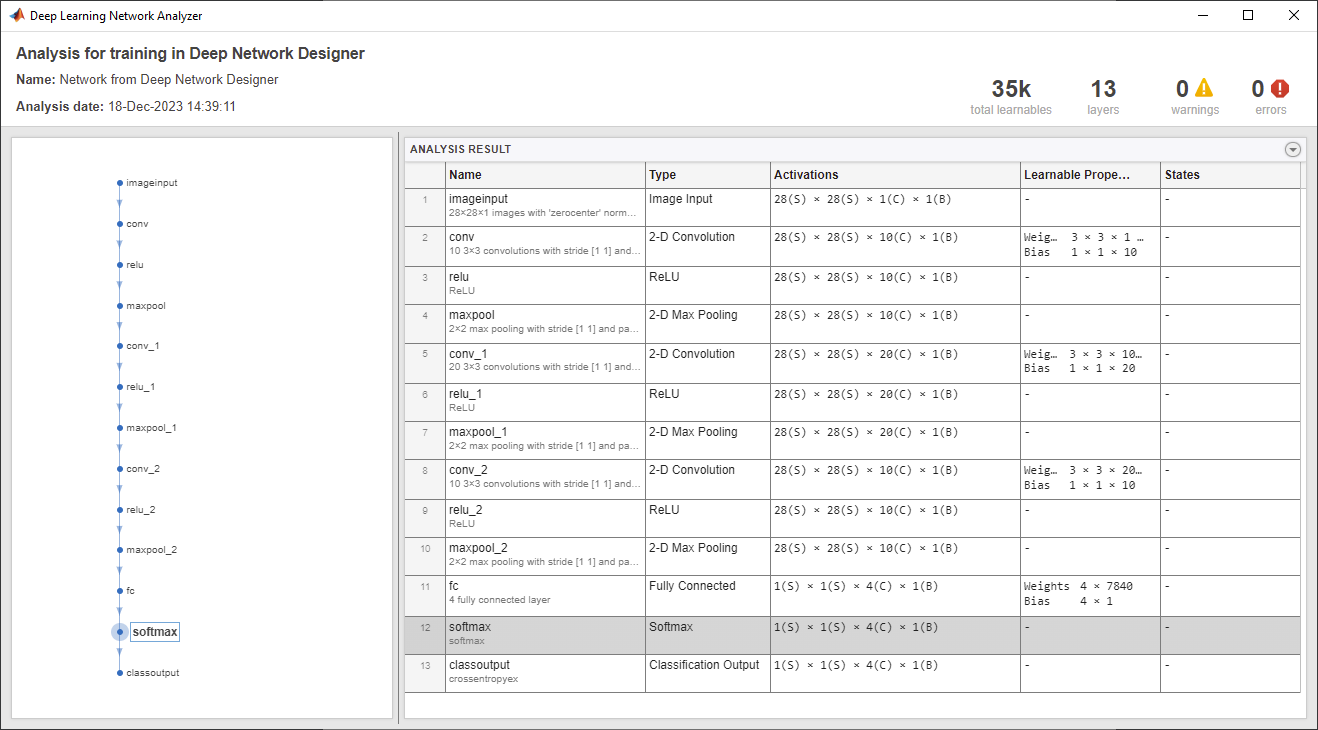 Deep Learning Network Analyzer
Analysis for training in Deep Network Designer
Name: Network from Deep Network Designer
Analysis date: 18-Dec-2023 14:39:11
35k
total learnables
13
layers
0
warnings
0
errors
imageinput
conv
relu
maxpool
conv_1
relu_1
maxpool_1
conv_2
relu_2
maxpool_2
fc
softmax
classoutput
ANALYSIS RESULT
Name Type Activations Learnable Prope... States
1 imageinput Image Input 28(S) × 28(S) × 1(C) × 1(B) - -
28×28×1 images with 'zerocenter' norm...
2 conv 2-D Convolution 28(S) × 28(S) × 10(C) × 1(B) Weig... 3 × 3 × 1 ... -
10 3×3 convolutions with stride [1 1] and... Bias 1 × 1 × 10
3 relu ReLU 28(S) × 28(S) × 10(C) × 1(B) - -
ReLU
4 maxpool 2-D Max Pooling 28(S) × 28(S) × 10(C) × 1(B) - -
2×2 max pooling with stride [1 1] and pa...
5 conv_1 2-D Convolution 28(S) × 28(S) × 20(C) × 1(B) Weig... 3 × 3 × 10... -
20 3×3 convolutions with stride [1 1] and... Bias 1 × 1 × 20
6 relu_1 ReLU 28(S) × 28(S) × 20(C) × 1(B) - -
ReLU
7 maxpool_1 2-D Max Pooling 28(S) × 28(S) × 20(C) × 1(B) - -
2×2 max pooling with stride [1 1] and pa...
8 conv_2 2-D Convolution 28(S) × 28(S) × 10(C) × 1(B) Weig... 3 × 3 × 20... -
10 3×3 convolutions with stride [1 1] and... Bias 1 × 1 × 10
9 relu_2 ReLU 28(S) × 28(S) × 10(C) × 1(B) - -
ReLU
10 maxpool_2 2-D Max Pooling 28(S) × 28(S) × 10(C) × 1(B) - -
2×2 max pooling with stride [1 1] and pa...
11 fc Fully Connected 1(S) × 1(S) × 4(C) × 1(B) Weights 4 × 7840 -
4 fully connected layer Bias 4 × 1
12 softmax Softmax 1(S) × 1(S) × 4(C) × 1(B) - -
softmax
13 classoutput Classification Output 1(S) × 1(S) × 4(C) × 1(B) - -
crossentropyex